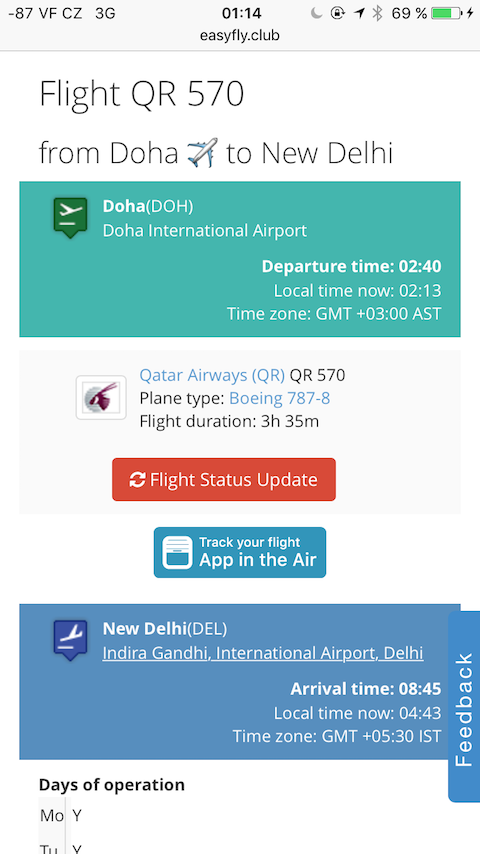 -87 VF CZ 3G 01:14 69 %
easyfly.club
Flight QR 570
from Doha to New Delhi
Doha(DOH)
Doha International Airport
Departure time: 02:40
Local time now: 02:13
Time zone: GMT +03:00 AST
Qatar Airways (QR) QR 570
Plane type: Boeing 787-8
Flight duration: 3h 35m
Flight Status Update
Track your flight
App in the Air
New Delhi(DEL)
Indira Gandhi, International Airport, Delhi
Arrival time: 08:45
Local time now: 04:43
Time zone: GMT +05:30 IST
Feedback
Days of operation
Mo Y
Tu Y